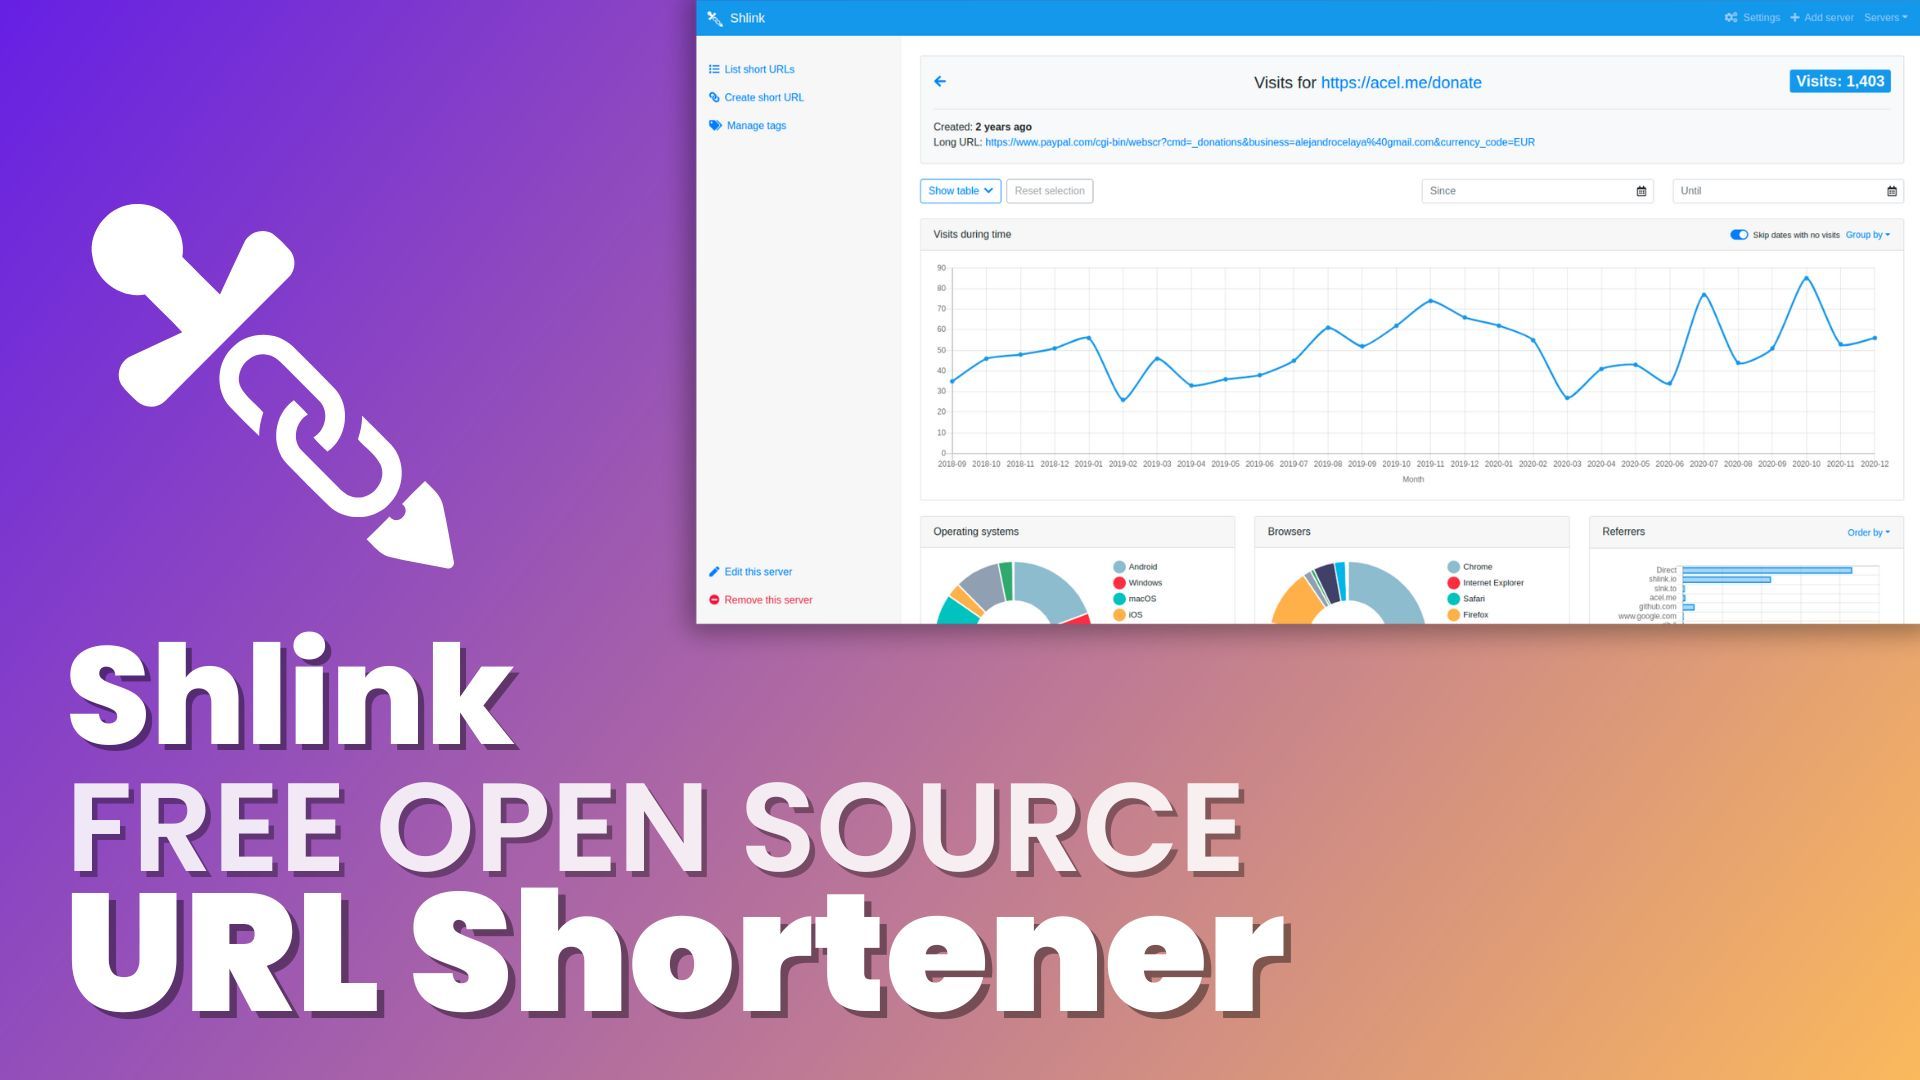 Shlink
Settings
Add server
Servers
List short URLs
Create short URL
Manage tags
Visits for https://acel.me/donate
Visits: 1,403
Created: 2 years ago
Long URL: https://www.paypal.com/cgi-bin/webscr?cmd=_donations&business=alejandrocelaya%40gmail.com&currency_code=EUR
Show table
Reset selection
Since
Until
Visits during time
Skip dates with no visits
Group by
90
80
70
60
50
40
30
20
10
0
2018-09 2018-10 2018-11 2018-12 2019-01 2019-02 2019-03 2019-04 2019-05 2019-06 2019-07 2019-08 2019-09 2019-10 2019-11 2019-12 2020-01 2020-02 2020-03 2020-04 2020-05 2020-06 2020-07 2020-08 2020-09 2020-10 2020-11 2020-12
Month
Operating systems
Android
Windows
macOS
iOS
Browsers
Chrome
Internet Explorer
Safari
Firefox
Referrers
Order by
Direct
shlink.io
slnk.to
acel.me
github.com
www.google.com
Edit this server
Remove this server
Shlink
FREE OPEN SOURCE
URL Shortener